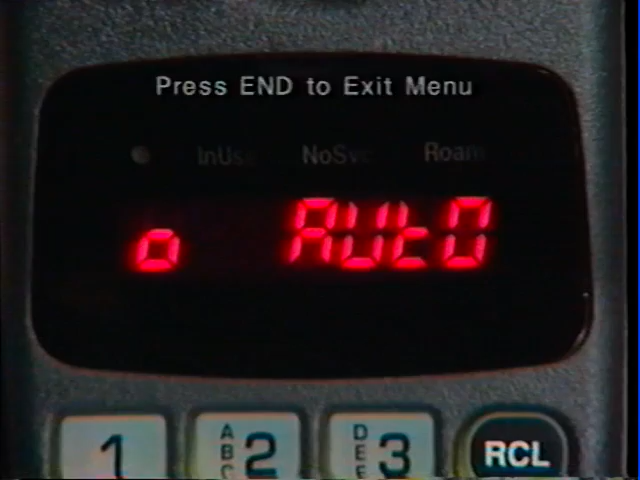 Press END to Exit Menu
InUse NoSvc Roam
o AUtO
1 ABC 2 DEF 3 RCL